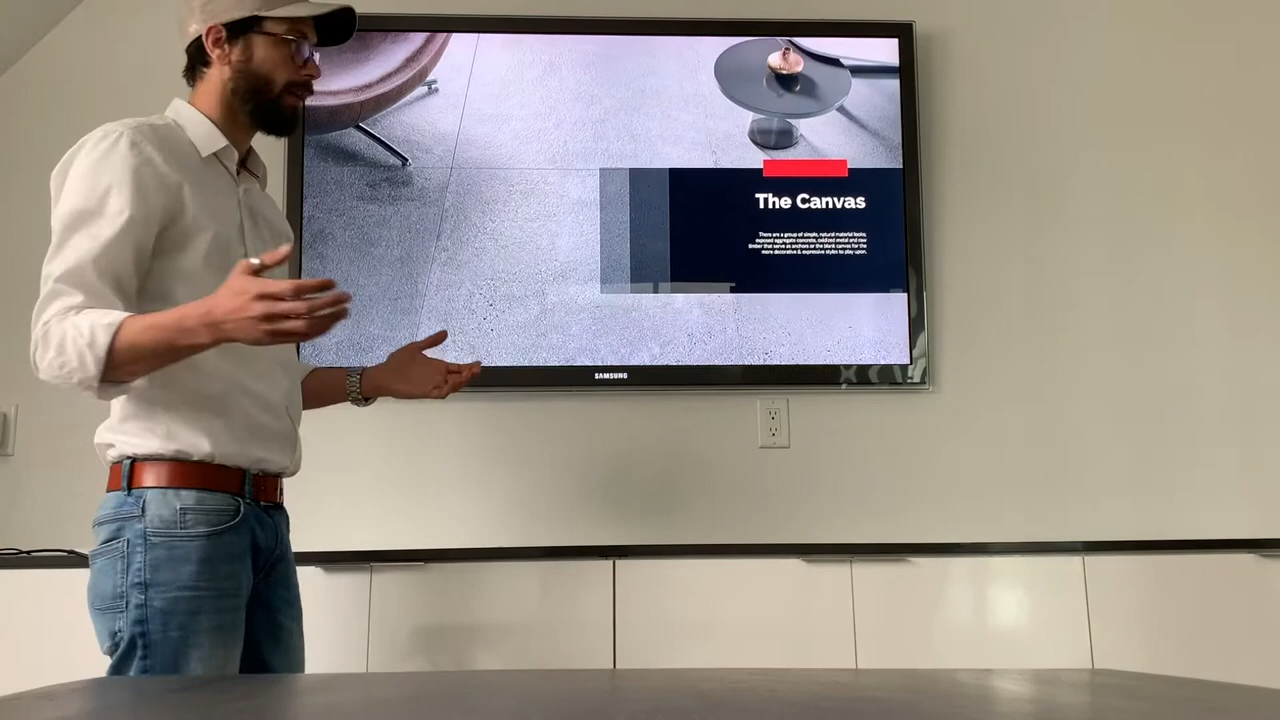 The Canvas
There are a group of simple, natural material looks;
exposed aggregate concrete, oxidized metal and raw
timber that serve as anchors or the blank canvas for the
more decorative & expressive styles to play upon.
SAMSUNG